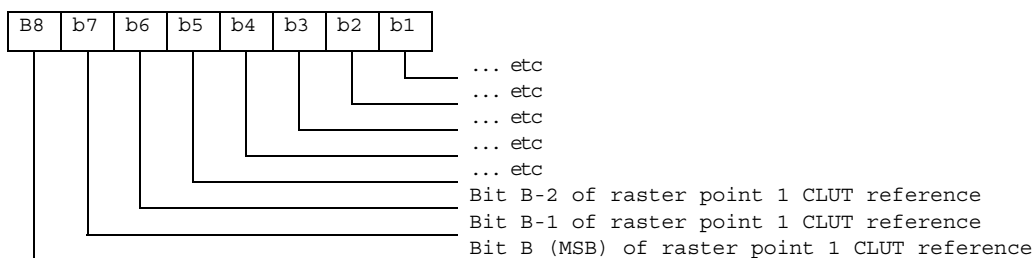 B8 b7 b6 b5 b4 b3 b2 b1
... etc
... etc
... etc
... etc
... etc
Bit B-2 of raster point 1 CLUT reference
Bit B-1 of raster point 1 CLUT reference
Bit B (MSB) of raster point 1 CLUT reference